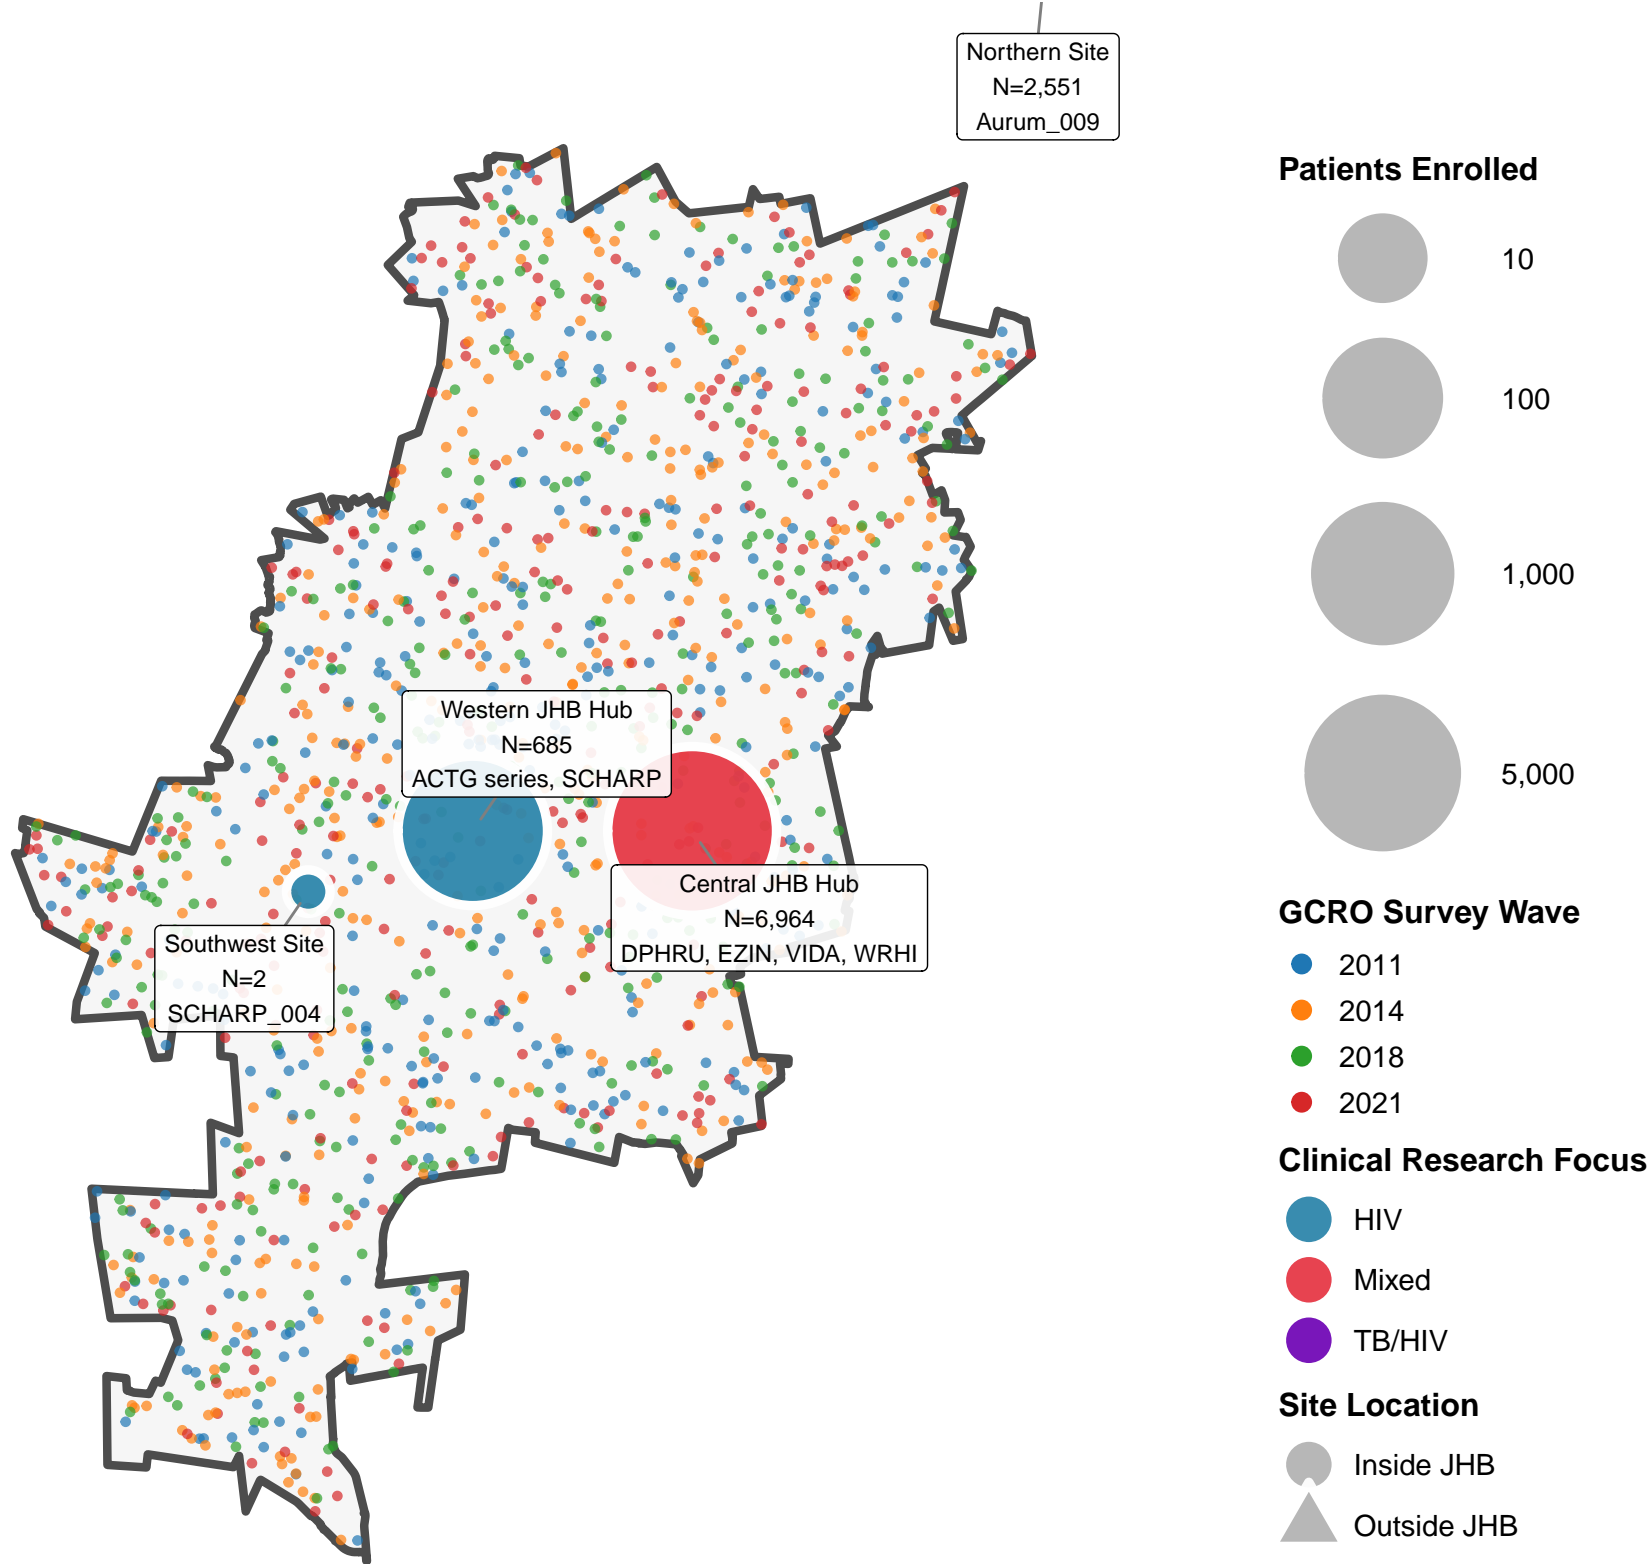 Northern Site
N=2,551
Aurum_009
Western JHB Hub
N=685
ACTG series, SCHARP
Central JHB Hub
N=6,964
DPHRU, EZIN, VIDA, WRHI
Southwest Site
N=2
SCHARP_004
Patients Enrolled
10
100
1,000
5,000
GCRO Survey Wave
2011
2014
2018
2021
Clinical Research Focus
HIV
Mixed
TB/HIV
Site Location
Inside JHB
Outside JHB